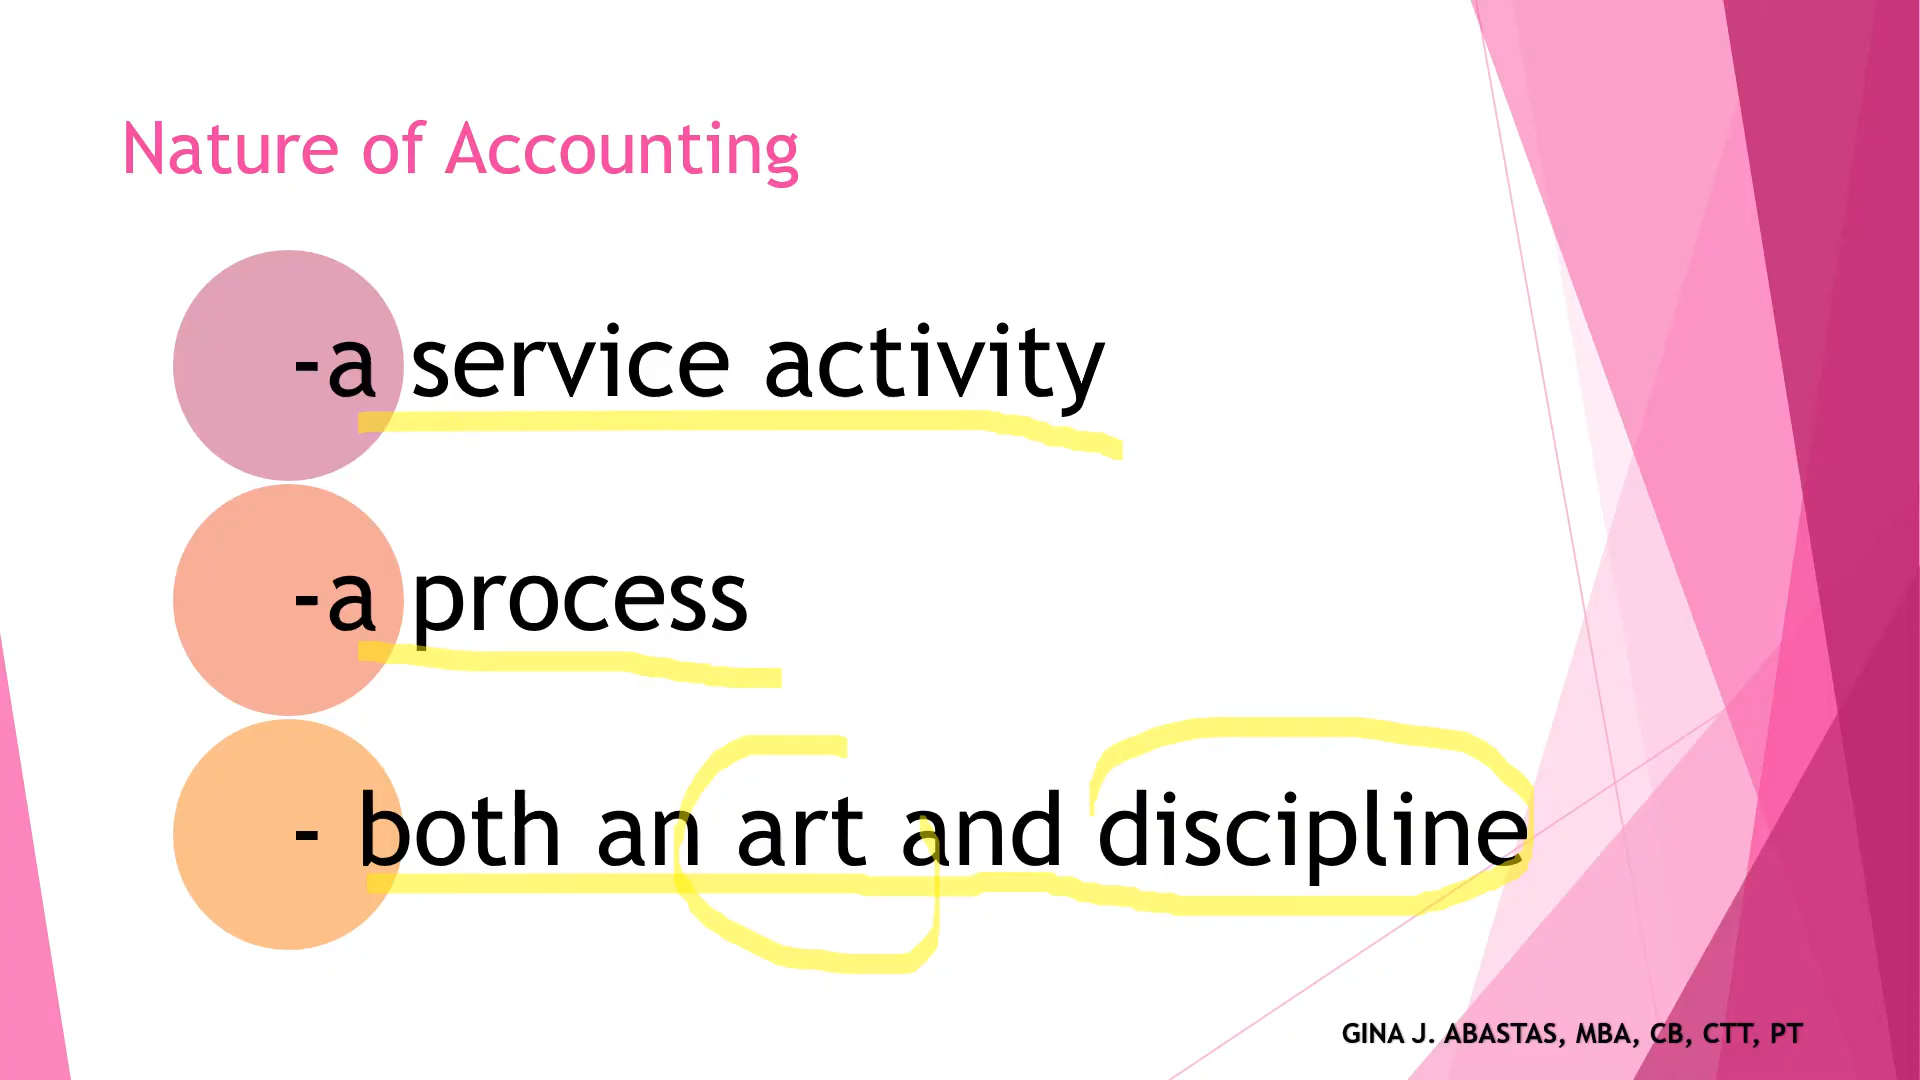 Nature of Accounting
-a service activity
-a process
- both an art and discipline
GINA J. ABASTAS, MBA, CB, CTT, PT